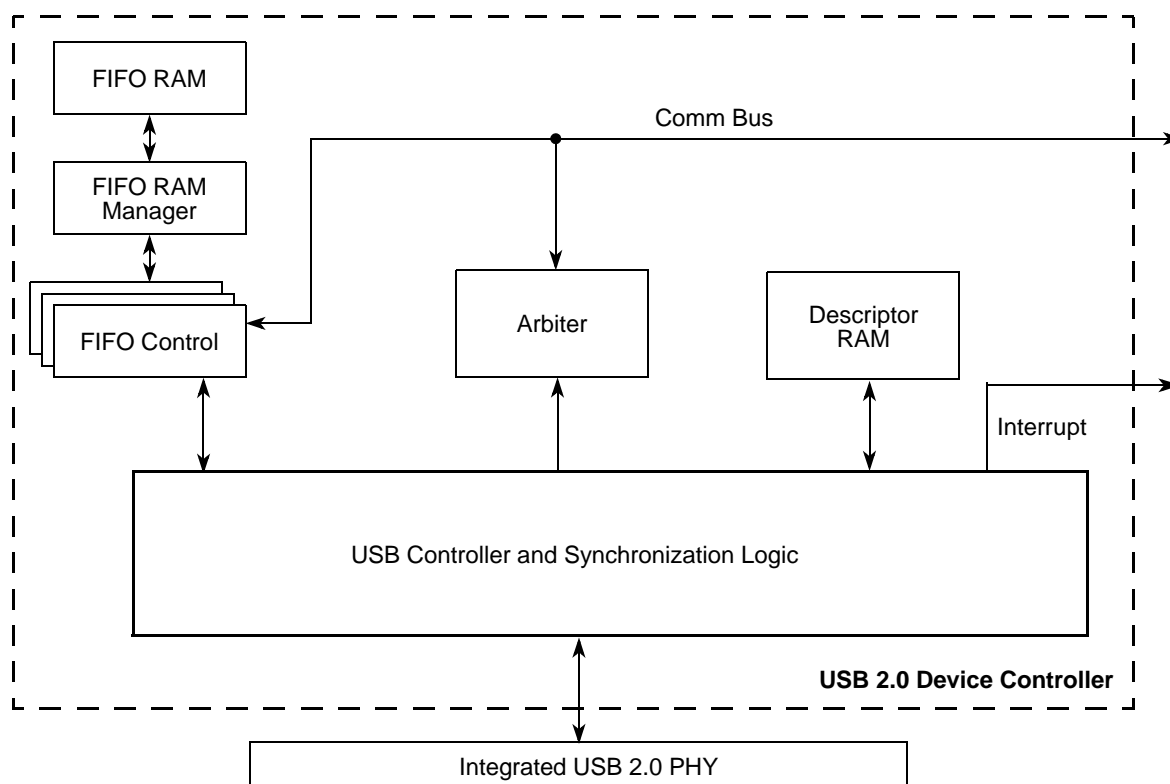 FIFO RAM
Comm Bus
FIFO RAM
Manager
Arbiter
Descriptor
RAM
FIFO Control
Interrupt
USB Controller and Synchronization Logic
USB 2.0 Device Controller
Integrated USB 2.0 PHY